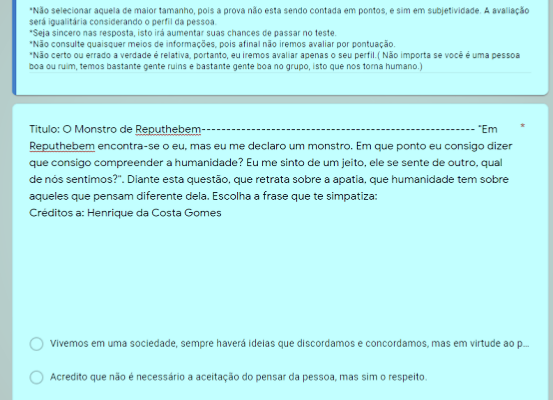 *Não selecionar aquela de maior tamanho, pois a prova não esta sendo contada em pontos, e sim em subjetividade. A avaliação
será igualitária considerando o perfil da pessoa.
*Seja sincero nas resposta, isto irá aumentar suas chances de passar no teste.
*Não consulte quaisquer meios de informações, pois afinal não iremos avaliar por pontuação.
*Não certo ou errado a verdade é relativa, portanto, eu iremos avaliar apenas o seu perfil.( Não importa se você é uma pessoa
boa ou ruim, temos bastante gente ruins e bastante gente boa no grupo, isto que nos torna humano.)
Titulo: O Monstro de Reputhebem------------------------------------------------------- "Em *
Reputhebem encontra-se o eu, mas eu me declaro um monstro. Em que ponto eu consigo dizer
que consigo compreender a humanidade? Eu me sinto de um jeito, ele se sente de outro, qual
de nós sentimos?". Diante esta questão, que retrata sobre a apatia, que humanidade tem sobre
aqueles que pensam diferente dela. Escolha a frase que te simpatiza:
Créditos a: Henrique da Costa Gomes
Vivemos em uma sociedade, sempre haverá ideias que discordamos e concordamos, mas em virtude ao p...
Acredito que não é necessário a aceitação do pensar da pessoa, mas sim o respeito.